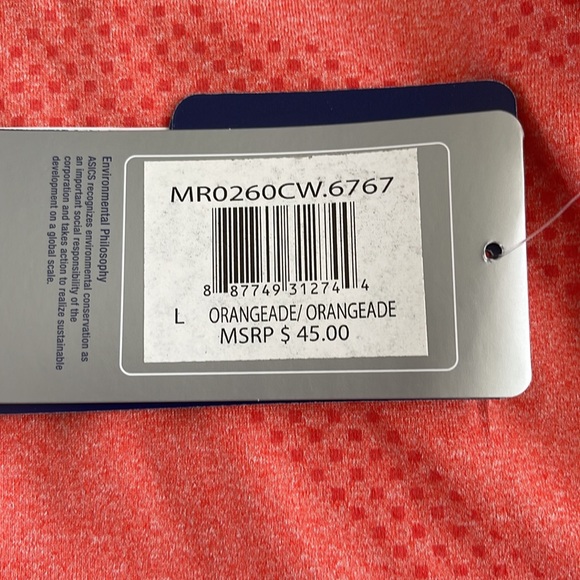 MR0260CW.6767
8 87749 31274 4
L ORANGEADE/ ORANGEADE
MSRP $ 45.00
Environmental Philosophy
ASICS recognizes environmental conservation as
an important social responsibility of the
corporation and takes action to realize sustainable
development on a global scale.